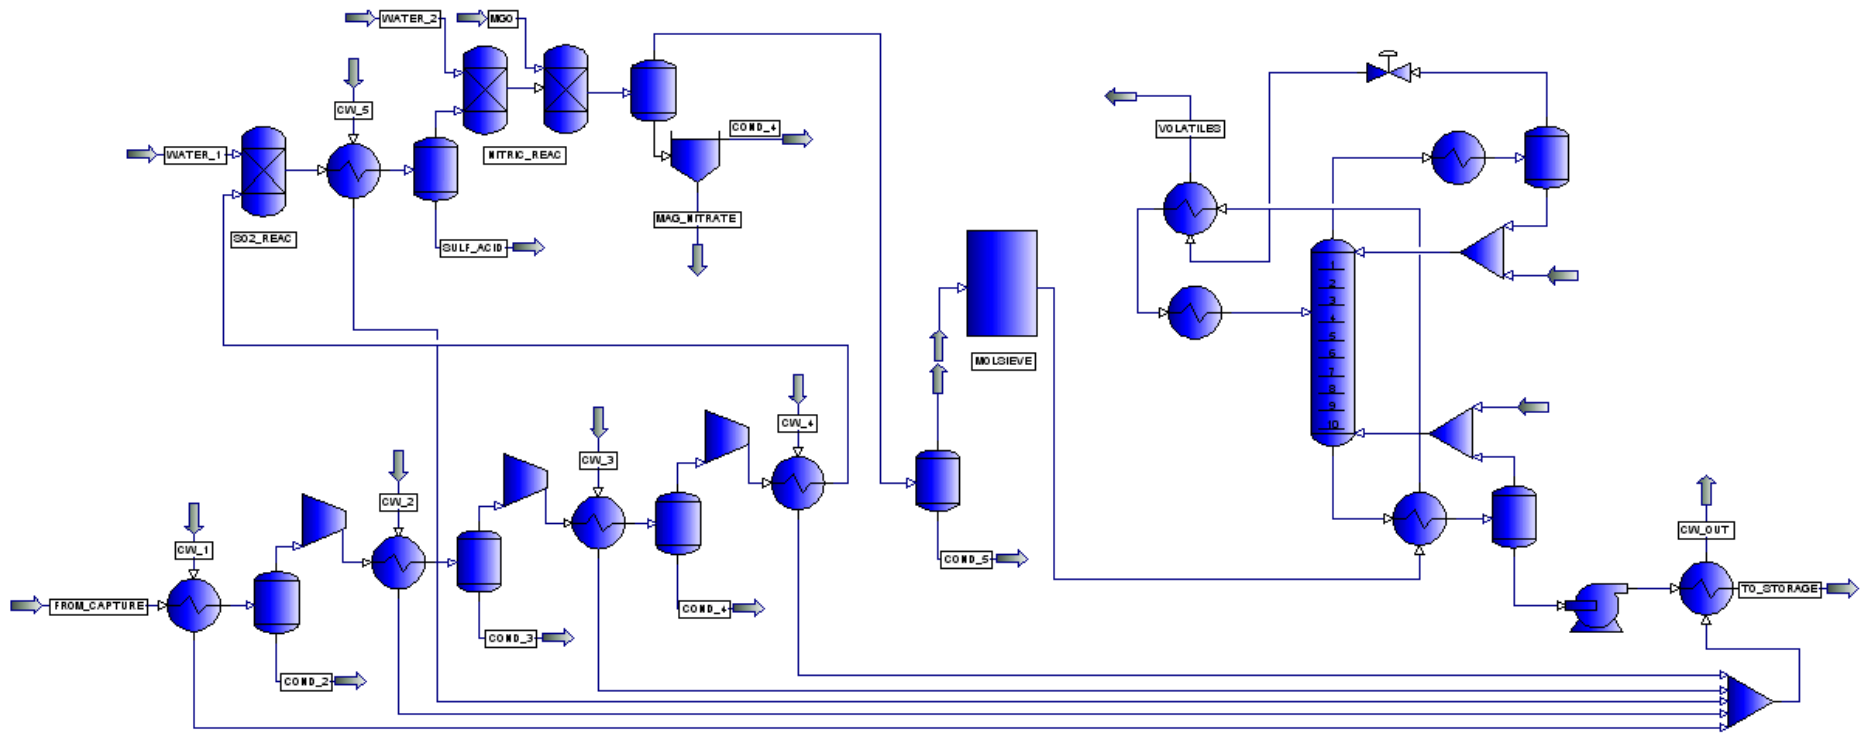 WATER_2
MGO
CW_5
COND_4
WATER_1
NITRIC_REAC
VOLATILES
SO2_REAC
SULF_ACID
MAG_NITRATE
1
2
3
4
5
6
7
8
9
10
MOLSIEVE
CW_4
CW_3
CW_2
CW_1
CW_OUT
COND_5
FROM_CAPTURE
TO_STORAGE
COND_4
COND_3
COND_2